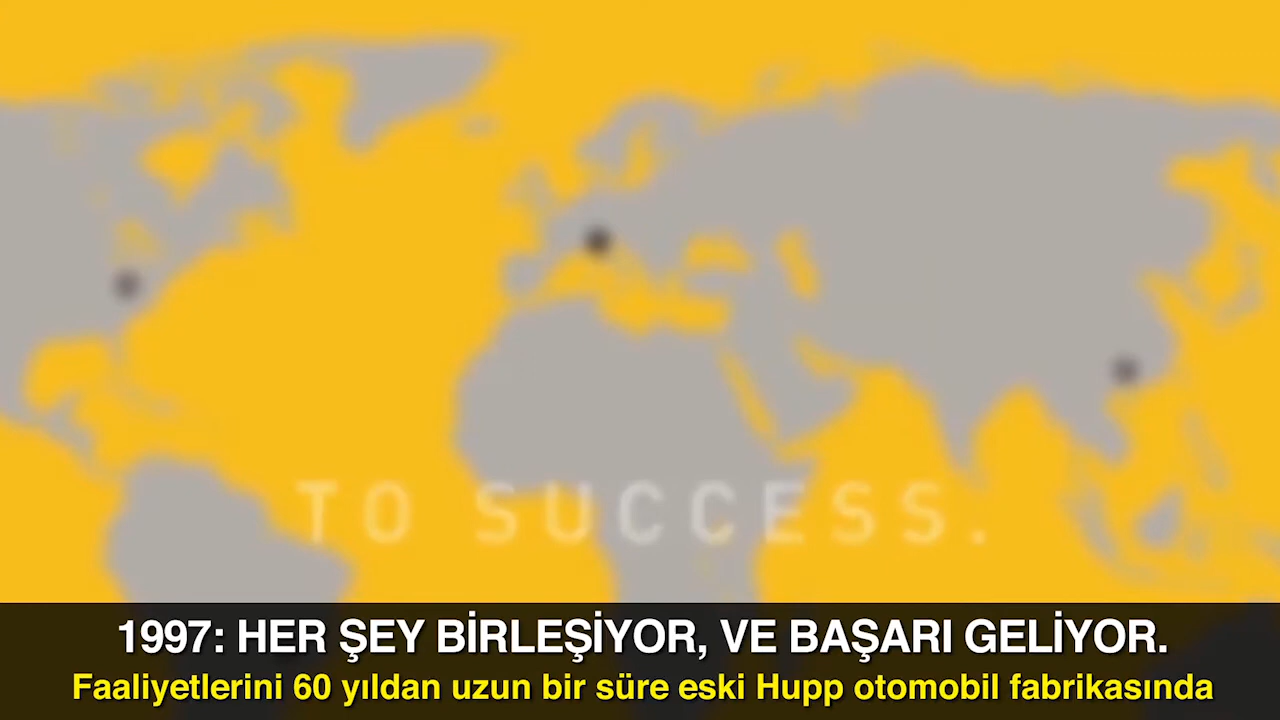 TO SUCCESS.
1997: HER ŞEY BİRLEŞİYOR, VE BAŞARI GELİYOR.
Faaliyetlerini 60 yıldan uzun bir süre eski Hupp otomobil fabrikasında